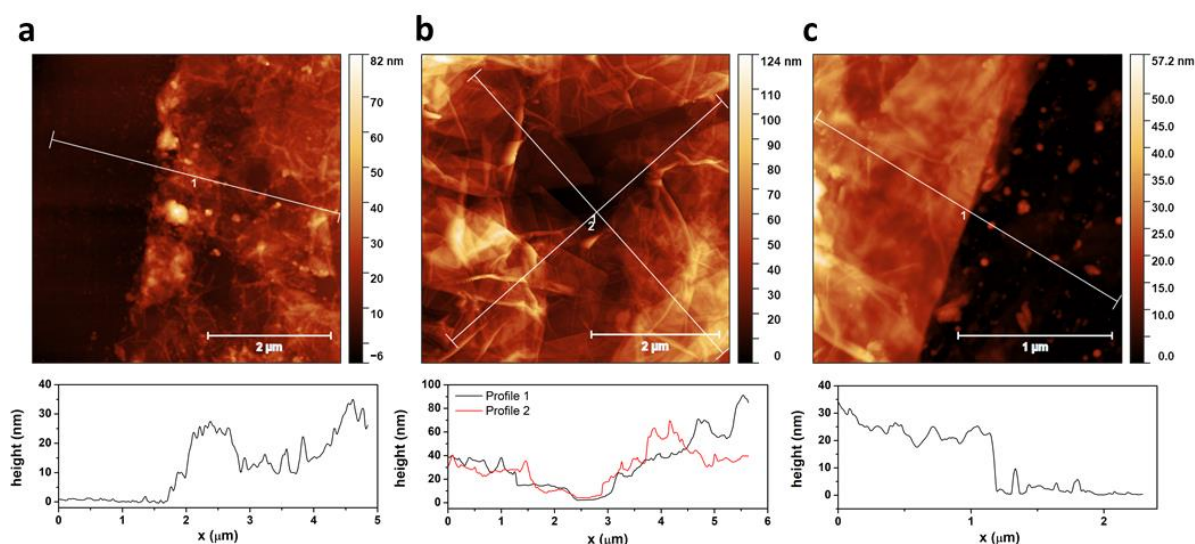 a
82 nm
70
60
50
40
30
20
10
−6
1
2 µm
40
30
20
10
0
height (nm)
0 1 2 3 4 5
x (µm)
b
124 nm
110
100
90
80
70
60
50
40
30
20
10
0
1
2
2 µm
100
80
60
40
20
0
height (nm)
Profile 1
Profile 2
0 1 2 3 4 5 6
x (µm)
c
57.2 nm
50.0
45.0
40.0
35.0
30.0
25.0
20.0
15.0
10.0
5.0
0.0
1
1 µm
40
30
20
10
0
height (nm)
0 1 2
x (µm)